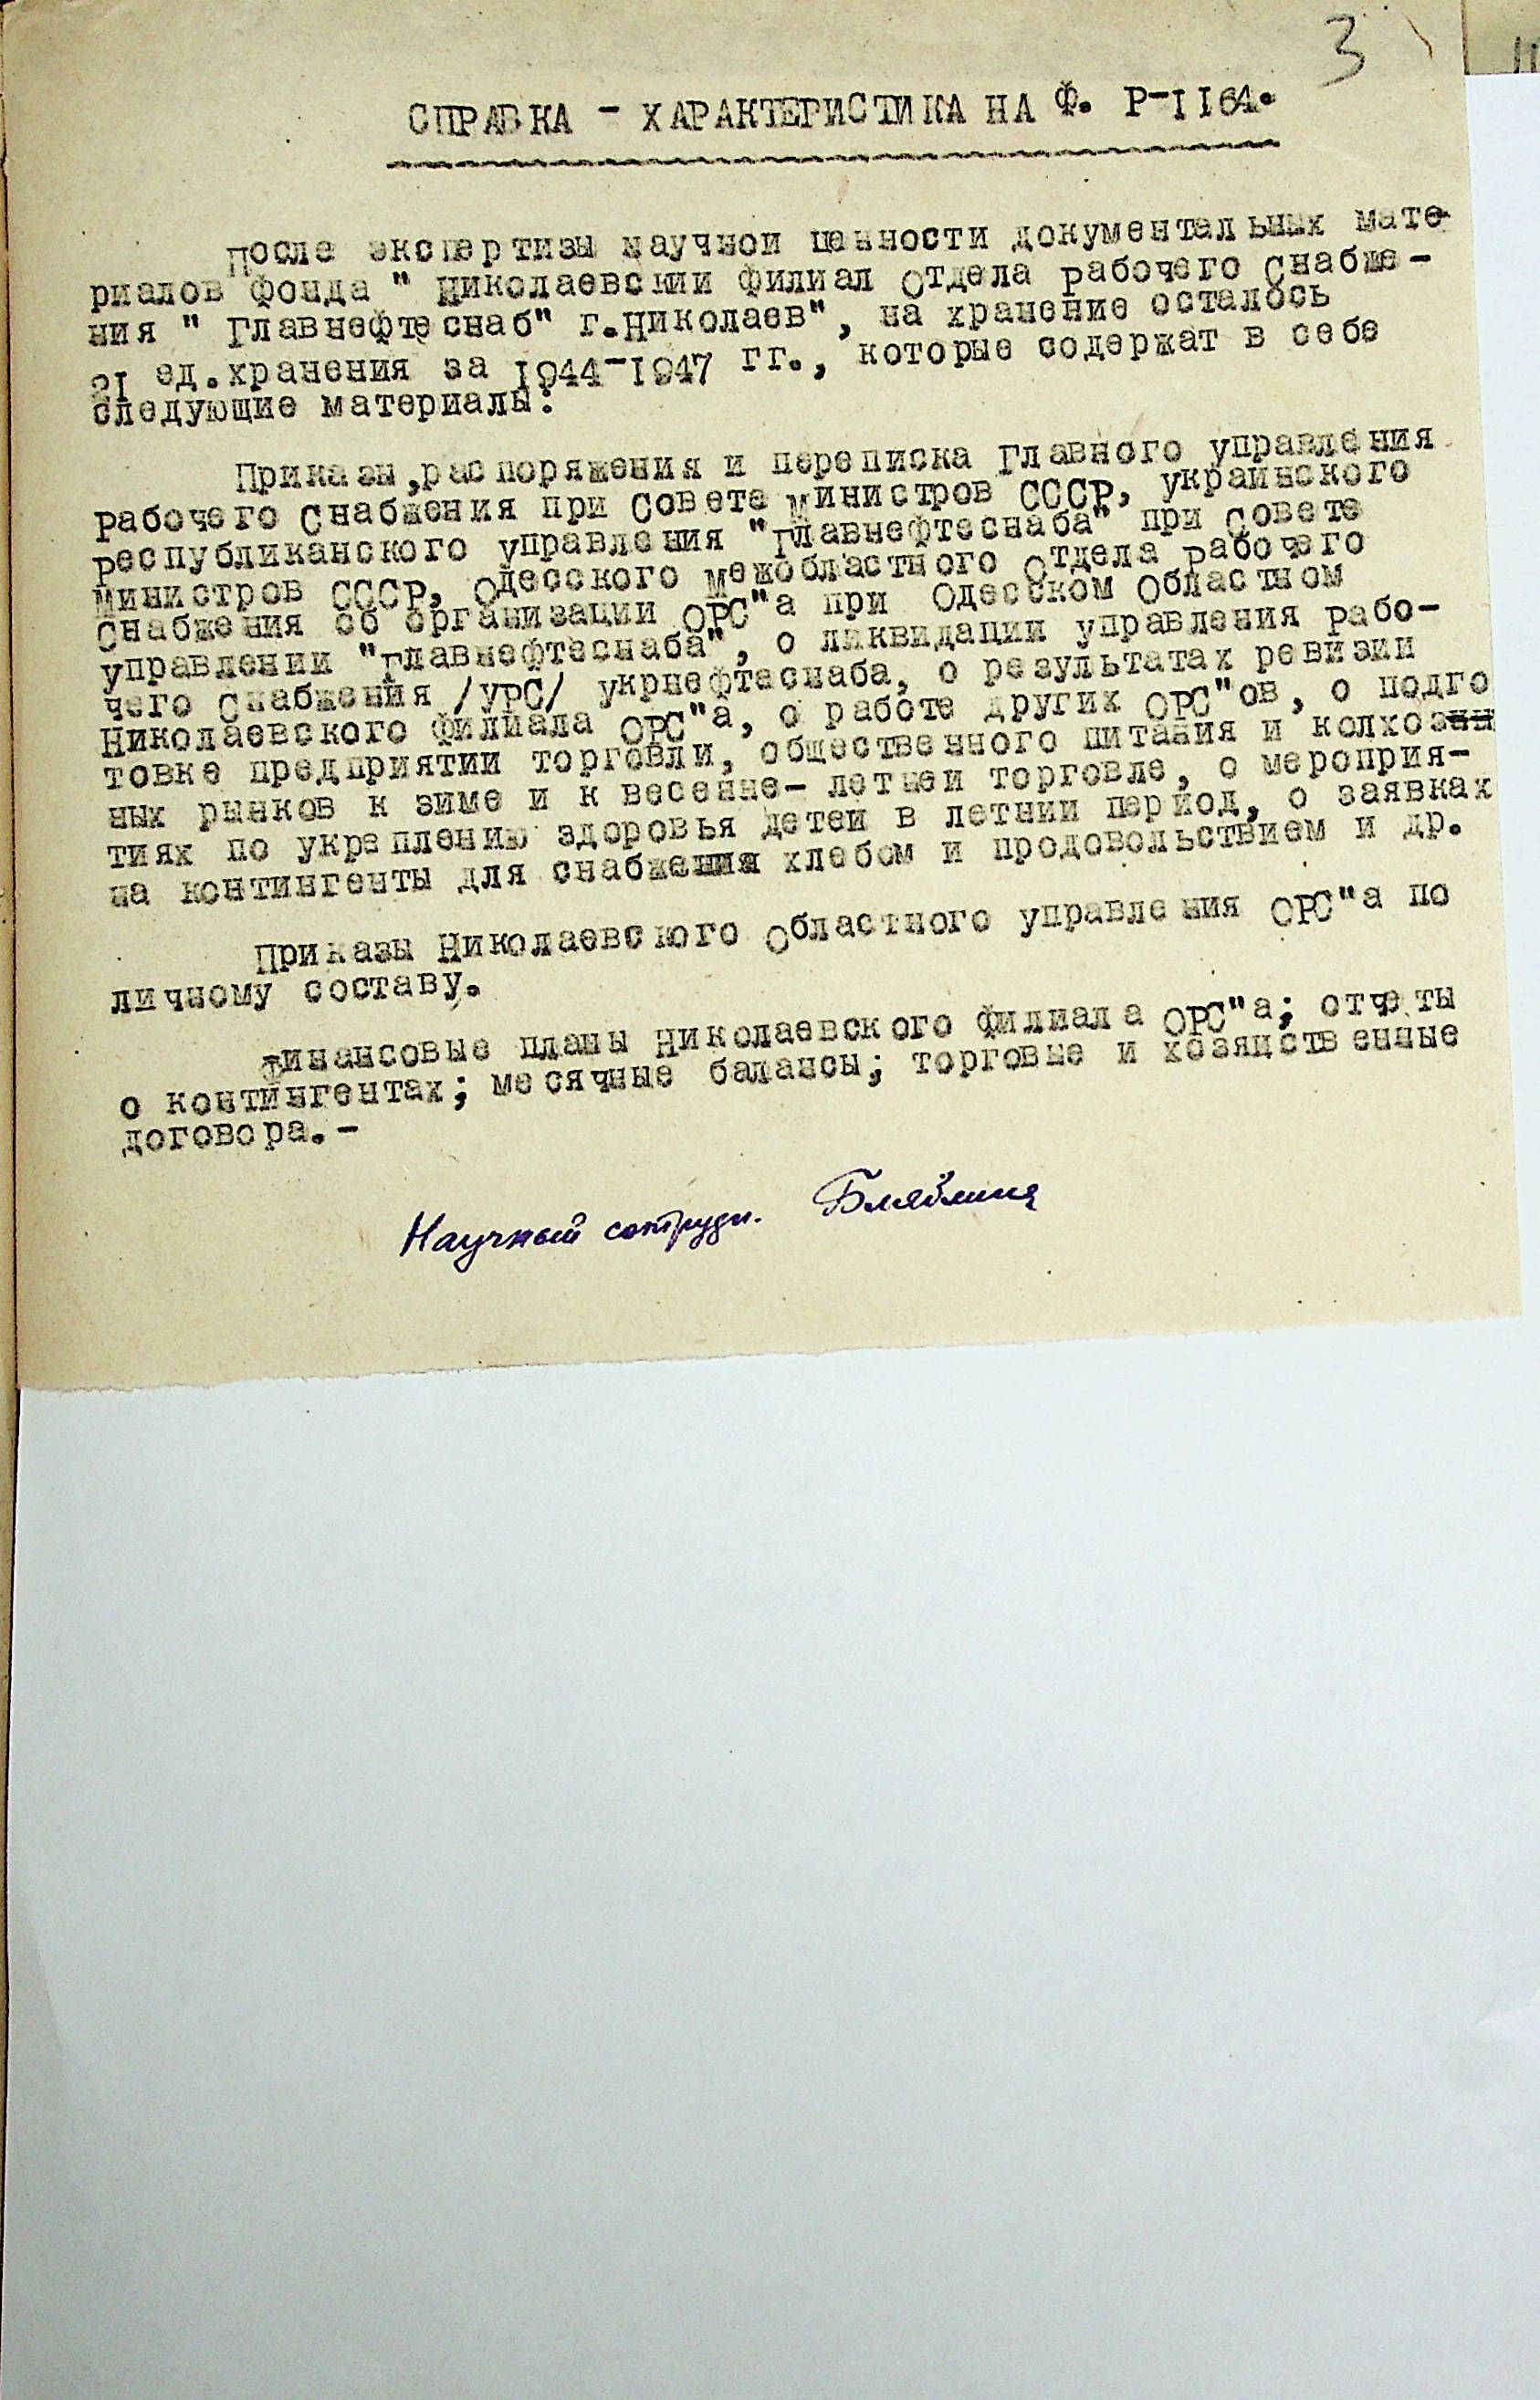 3
СПРАВКА - ХАРАКТЕРИСТИКА НА Ф. Р-II64.
После экспертизы научной ценности документальных мате-
риалов фонда " Николаевский филиал Отдела Рабочего Снабже-
ния " Главнефтеснаб" г.Николаев", на хранение осталось
21 ед.хранения за I944-I947 гг., которые содержат в себе
следующие материалы:
Приказы,распоряжения и переписка Главного управления
рабочего Снабжения при Совете министров СССР, украинского
республиканского управления "Главнефтеснаба" при Совете
министров СССР, Одесского межобластного Отдела Рабочего
Снабжения об организации ОРС"а при Одесском Областном
управлении "Главнефтеснаба", о ликвидации управления Рабо-
чего Снабжения /УРС/ укрнефтеснаба, о результатах ревизии
Николаевского филиала ОРС"а, о работе других ОРС"ов, о подго
товке предприятий торговли, общественного питания и колхозны
ных рынков к зиме и к весенне- летней торговле, о мероприя-
тиях по укреплению здоровья детей в летний период, о заявках
на контингенты для снабжения хлебом и продовольствием и др.
Приказы Николаевского Областного управления ОРС"а по
личному составу.
Финансовые планы Николаевского филиала ОРС"а; отчеты
о контингентах; месячные балансы; торговые и хозяйственные
договора.-
Научный сотрудн.